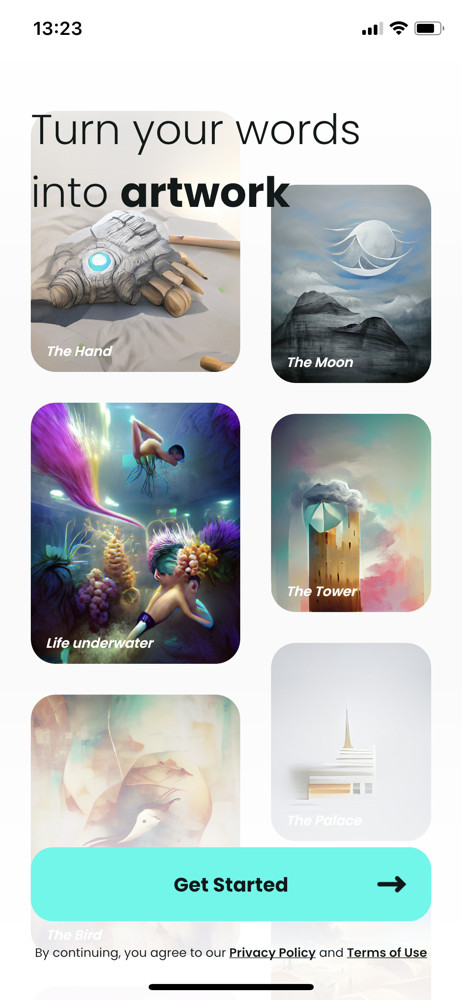 13:23
Turn your words
into artwork
The Hand
The Moon
Life underwater
The Tower
The Palace
Get Started
The Bird
By continuing, you agree to our Privacy Policy and Terms of Use